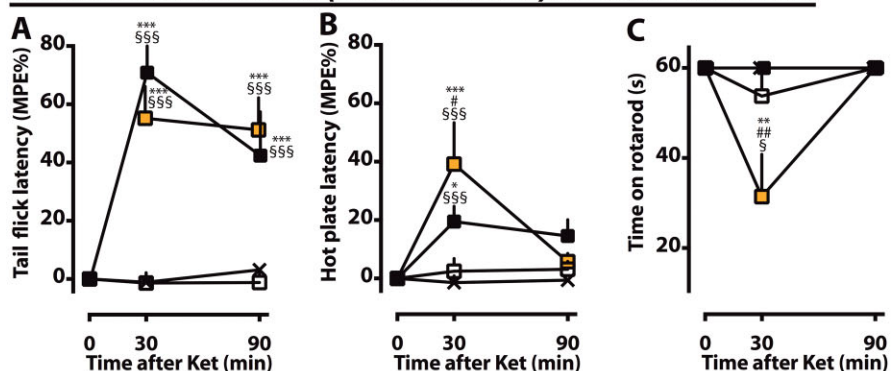 A
Tail flick latency (MPE%)
80
60
40
20
0
***
§§§
***
§§§
***
§§§
***
§§§
0 30 90
Time after Ket (min)
B
Hot plate latency (MPE%)
80
60
40
20
0
***
#
§§§
*
§§§
0 30 90
Time after Ket (min)
C
Time on rotarod (s)
60
40
20
**
##
§
0 30 90
Time after Ket (min)